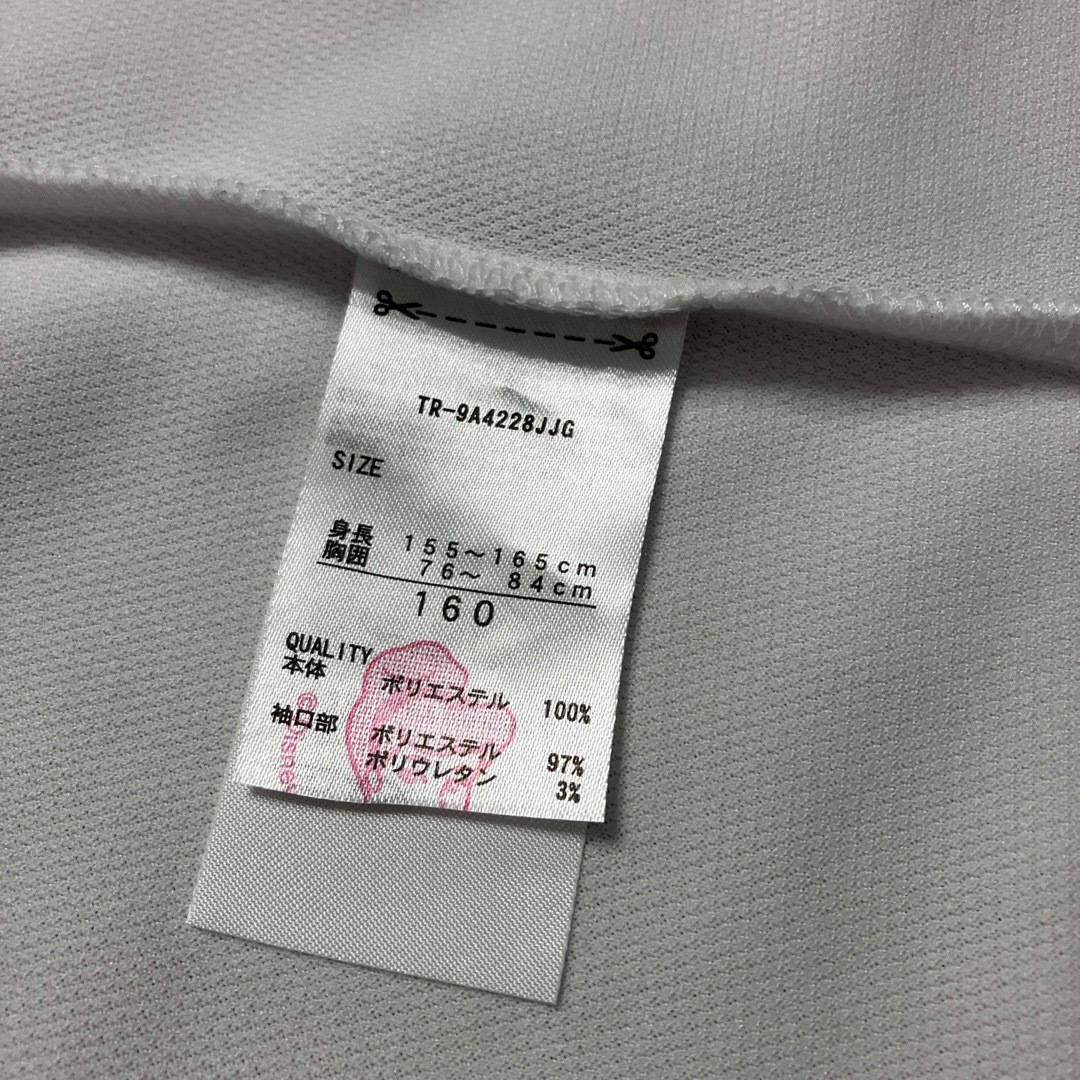 TR-9A4228JJG
SIZE
身長 155～165cm
胸囲 76～ 84cm
160
QUALITY
本体 ポリエステル 100%
袖口部 ポリエステル 97%
ポリウレタン 3%
©Disney